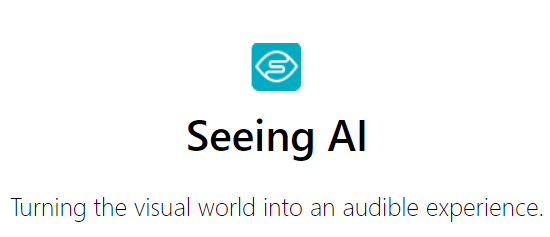 Seeing AI
Turning the visual world into an audible experience.